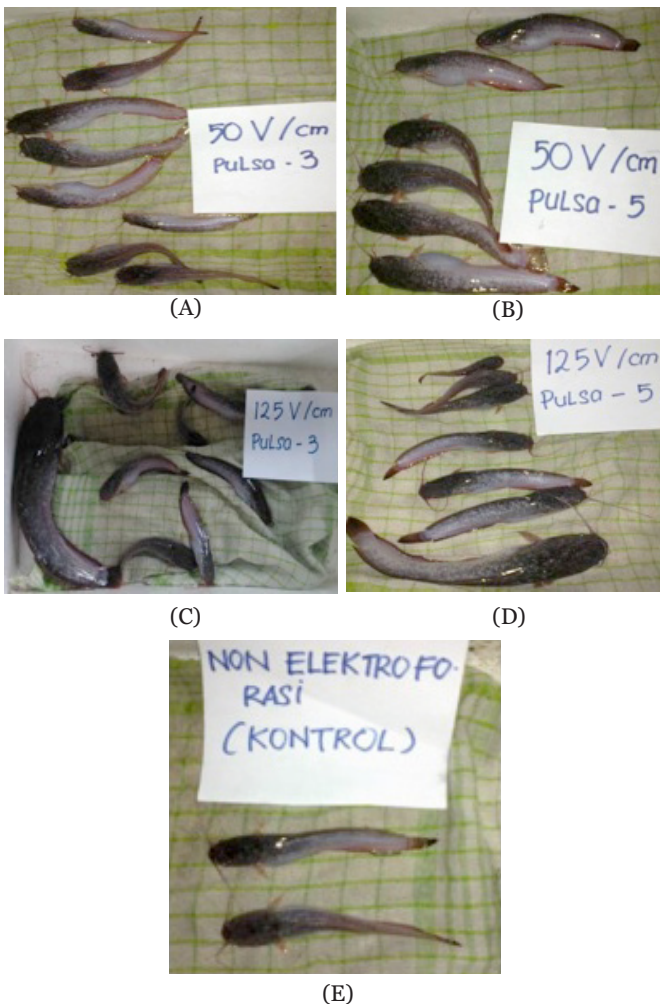 50 V/cm
PULSa - 3
(A)
50 V/cm
PULSa - 5
(B)
125 V/cm
PULSa - 3
(C)
125 V/cm
PULSa - 5
(D)
NON ELEKTROFO-
RASi
(KONTROL)
(E)